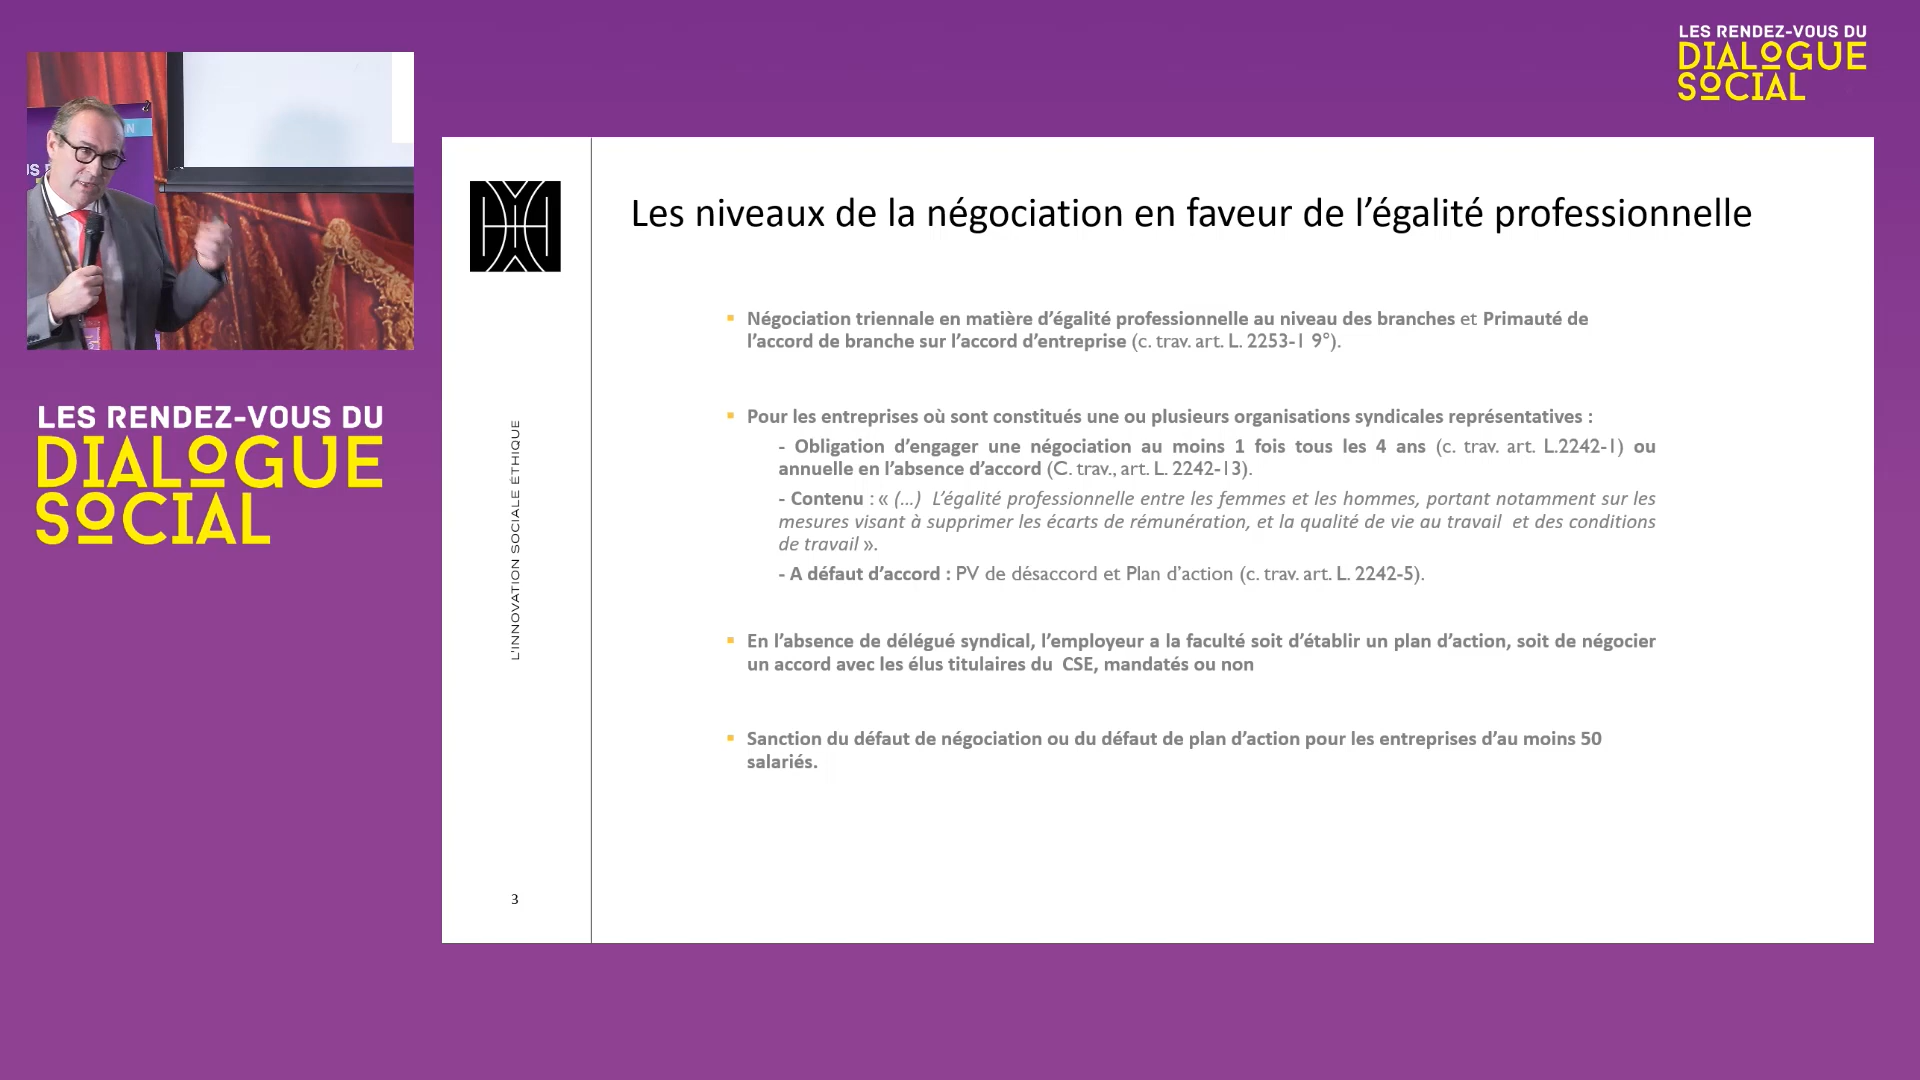 LES RENDEZ-VOUS DU
DIALOGUE
SOCIAL
LES RENDEZ-VOUS DU
DIALOGUE
SOCIAL
L'INNOVATION SOCIALE ÉTHIQUE
3
Les niveaux de la négociation en faveur de l’égalité professionnelle
▪ Négociation triennale en matière d’égalité professionnelle au niveau des branches et Primauté de
l’accord de branche sur l’accord d’entreprise (c. trav. art. L. 2253-1 9°).
▪ Pour les entreprises où sont constitués une ou plusieurs organisations syndicales représentatives :
- Obligation d’engager une négociation au moins 1 fois tous les 4 ans (c. trav. art. L.2242-1) ou
annuelle en l’absence d’accord (C. trav., art. L. 2242-13).
- Contenu : « (...) L’égalité professionnelle entre les femmes et les hommes, portant notamment sur les
mesures visant à supprimer les écarts de rémunération, et la qualité de vie au travail et des conditions
de travail ».
- A défaut d’accord : PV de désaccord et Plan d’action (c. trav. art. L. 2242-5).
▪ En l’absence de délégué syndical, l’employeur a la faculté soit d’établir un plan d’action, soit de négocier
un accord avec les élus titulaires du CSE, mandatés ou non
▪ Sanction du défaut de négociation ou du défaut de plan d’action pour les entreprises d’au moins 50
salariés.